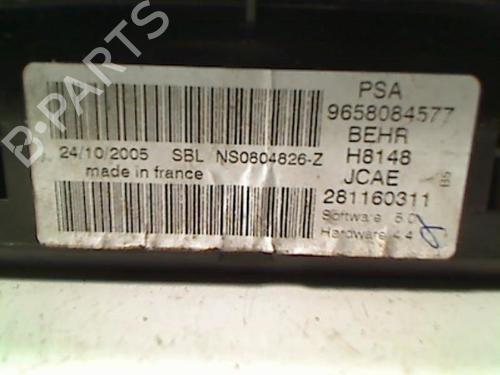 B-PARTS
24/10/2005 SBL NS0804826-Z
made in france
PSA
9658084577
BEHR
H8148
JCAE
281160311
Software 5.0
Hardware 4.4